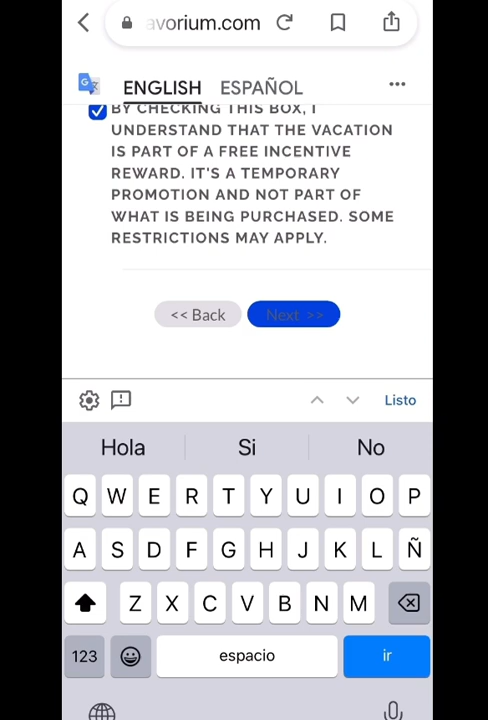 avorium.com
ENGLISH ESPAÑOL
BY CHECKING THIS BOX, I
UNDERSTAND THAT THE VACATION
IS PART OF A FREE INCENTIVE
REWARD. IT'S A TEMPORARY
PROMOTION AND NOT PART OF
WHAT IS BEING PURCHASED. SOME
RESTRICTIONS MAY APPLY.
<< Back Next >>
Listo
Hola Si No
Q W E R T Y U I O P
A S D F G H J K L Ñ
Z X C V B N M
123 espacio ir